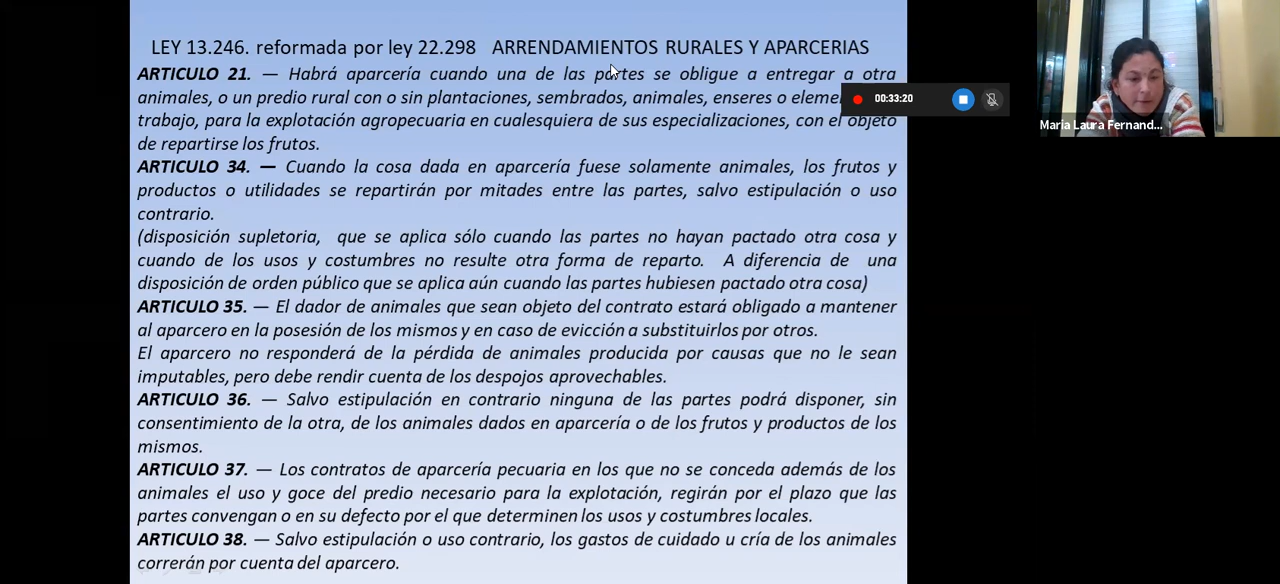 LEY 13.246. reformada por ley 22.298 ARRENDAMIENTOS RURALES Y APARCERIAS
ARTICULO 21. — Habrá aparcería cuando una de las partes se obligue a entregar a otra
animales, o un predio rural con o sin plantaciones, sembrados, animales, enseres o
trabajo, para la explotación agropecuaria en cualesquiera de sus especializaciones, con el objeto
de repartirse los frutos.
ARTICULO 34. — Cuando la cosa dada en aparcería fuese solamente animales, los frutos y
productos o utilidades se repartirán por mitades entre las partes, salvo estipulación o uso
contrario.
(disposición supletoria, que se aplica sólo cuando las partes no hayan pactado otra cosa y
cuando de los usos y costumbres no resulte otra forma de reparto. A diferencia de una
disposición de orden público que se aplica aún cuando las partes hubiesen pactado otra cosa)
ARTICULO 35. — El dador de animales que sean objeto del contrato estará obligado a mantener
al aparcero en la posesión de los mismos y en caso de evicción a substituirlos por otros.
El aparcero no responderá de la pérdida de animales producida por causas que no le sean
imputables, pero debe rendir cuenta de los despojos aprovechables.
ARTICULO 36. — Salvo estipulación en contrario ninguna de las partes podrá disponer, sin
consentimiento de la otra, de los animales dados en aparcería o de los frutos y productos de los
mismos.
ARTICULO 37. — Los contratos de aparcería pecuaria en los que no se conceda además de los
animales el uso y goce del predio necesario para la explotación, regirán por el plazo que las
partes convengan o en su defecto por el que determinen los usos y costumbres locales.
ARTICULO 38. — Salvo estipulación o uso contrario, los gastos de cuidado u cría de los animales
correrán por cuenta del aparcero.
00:33:20
María Laura Fernand...